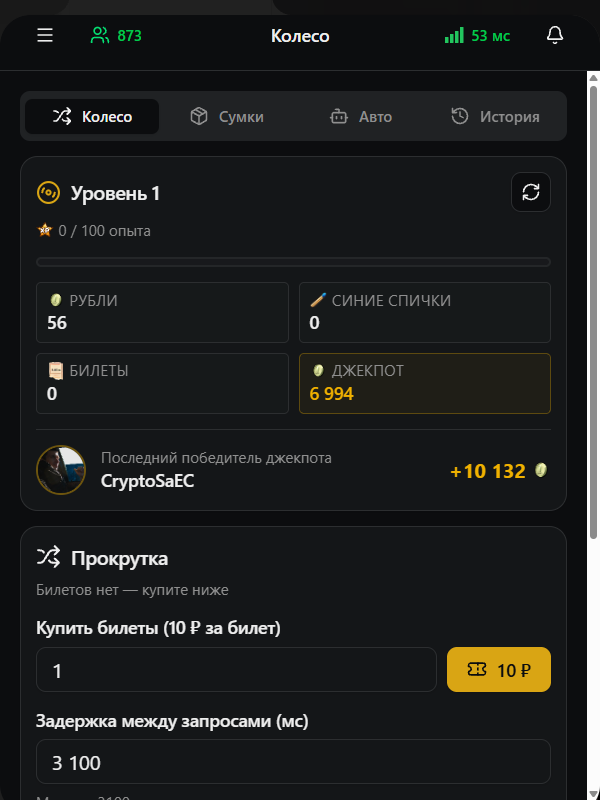 873
Колесо
53 мс
Колесо
Сумки
Авто
История
Уровень 1
0 / 100 опыта
РУБЛИ
56
СИНИЕ СПИЧКИ
0
БИЛЕТЫ
0
ДЖЕКПОТ
6 994
Последний победитель джекпота
CryptoSaEC
+10 132
Прокрутка
Билетов нет — купите ниже
Купить билеты (10 ₽ за билет)
1
10 ₽
Задержка между запросами (мс)
3 100